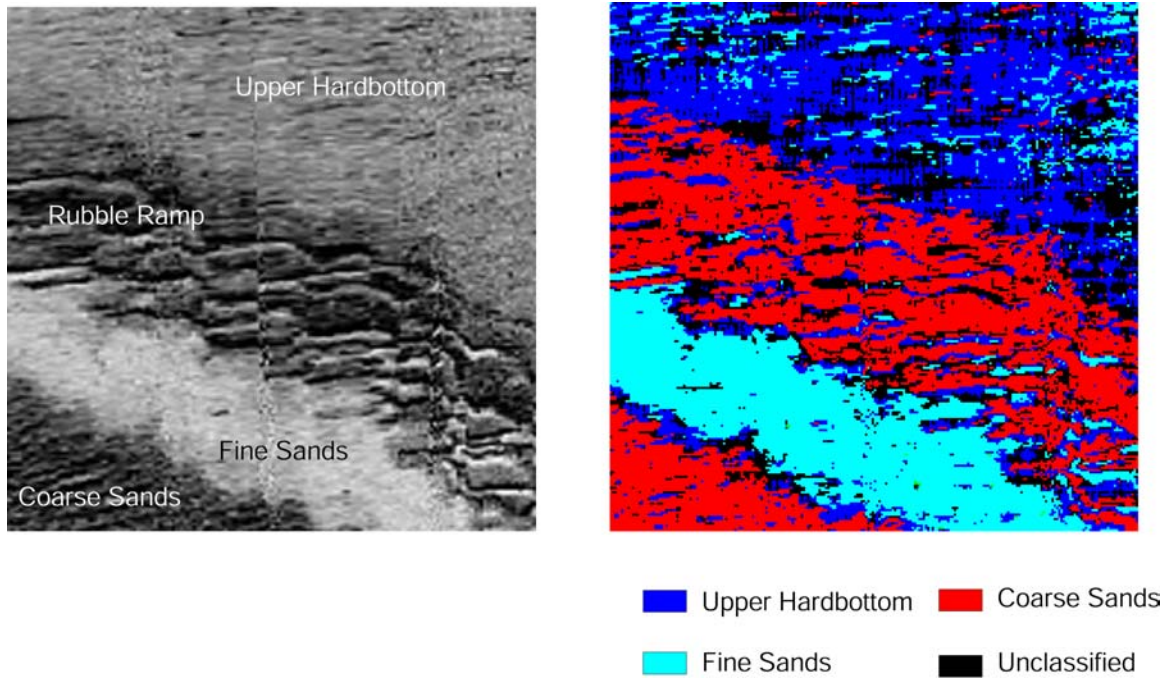 Upper Hardbottom
Rubble Ramp
Fine Sands
Coarse Sands
Upper Hardbottom
Coarse Sands
Fine Sands
Unclassified